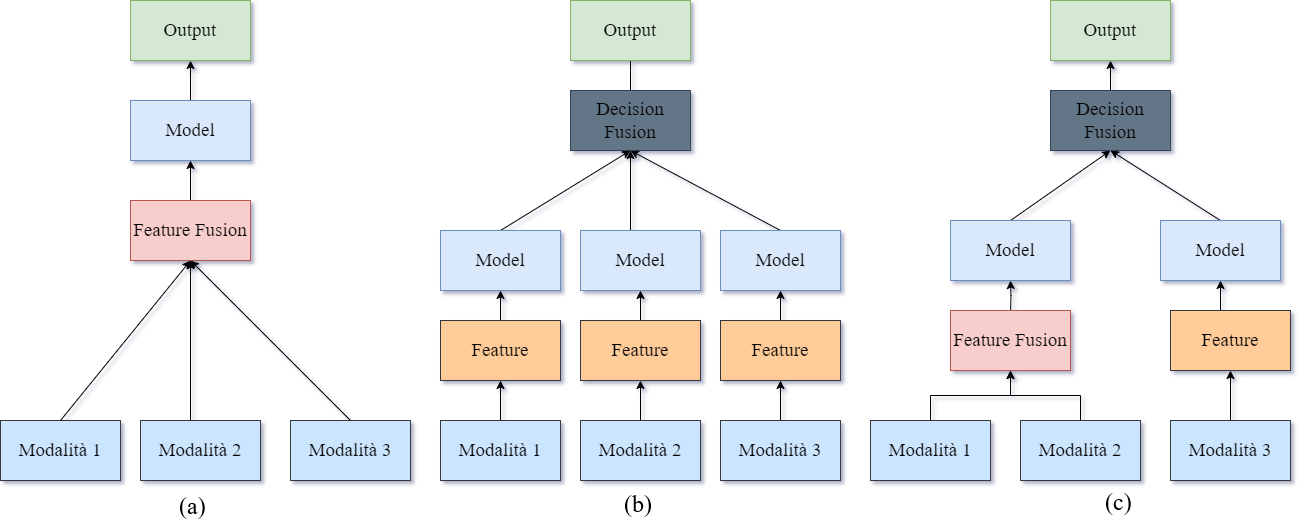 Output
Model
Feature Fusion
Modalità 1
Modalità 2
Modalità 3
(a)
Output
Decision
Fusion
Model
Model
Model
Feature
Feature
Feature
Modalità 1
Modalità 2
Modalità 3
(b)
Output
Decision
Fusion
Model
Model
Feature Fusion
Feature
Modalità 1
Modalità 2
Modalità 3
(c)